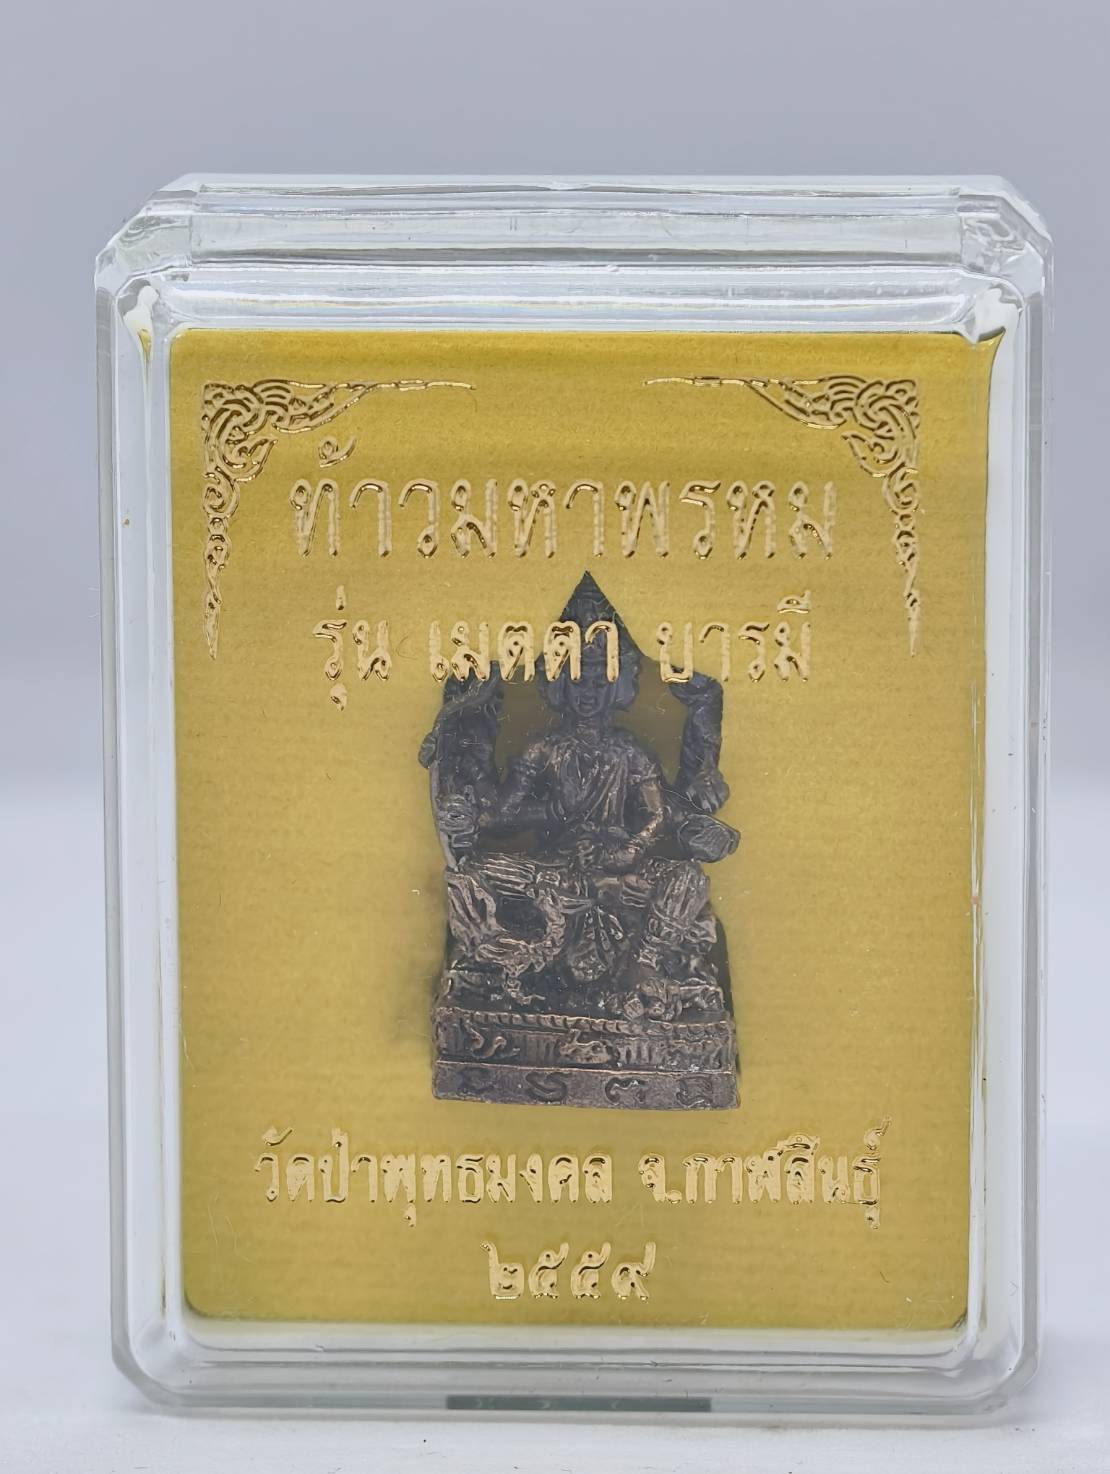 ท้าวมหาพรหม
รุ่น เมตตา บารมี
วัดป่าพุทธมงคล จ.กาฬสินธุ์
๒๕๕๙